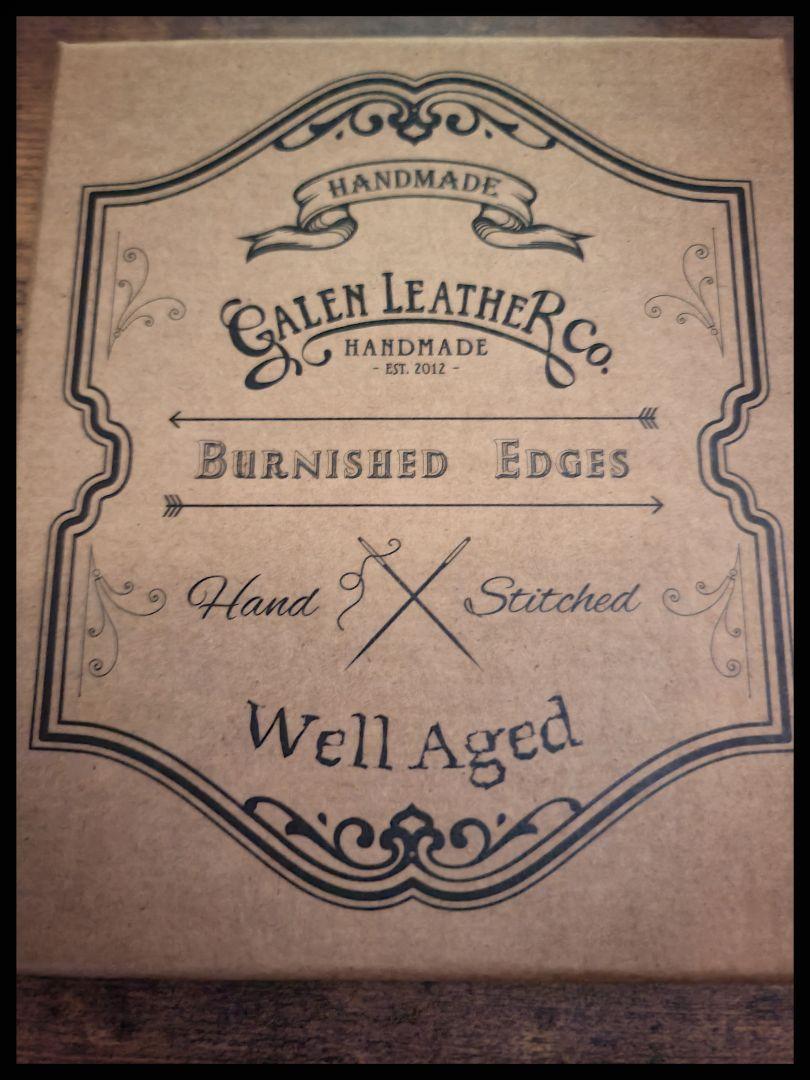 HANDMADE
GALEN LEATHER CO.
HANDMADE
- EST. 2012 -
BURNISHED EDGES
Hand Stitched
Well Aged